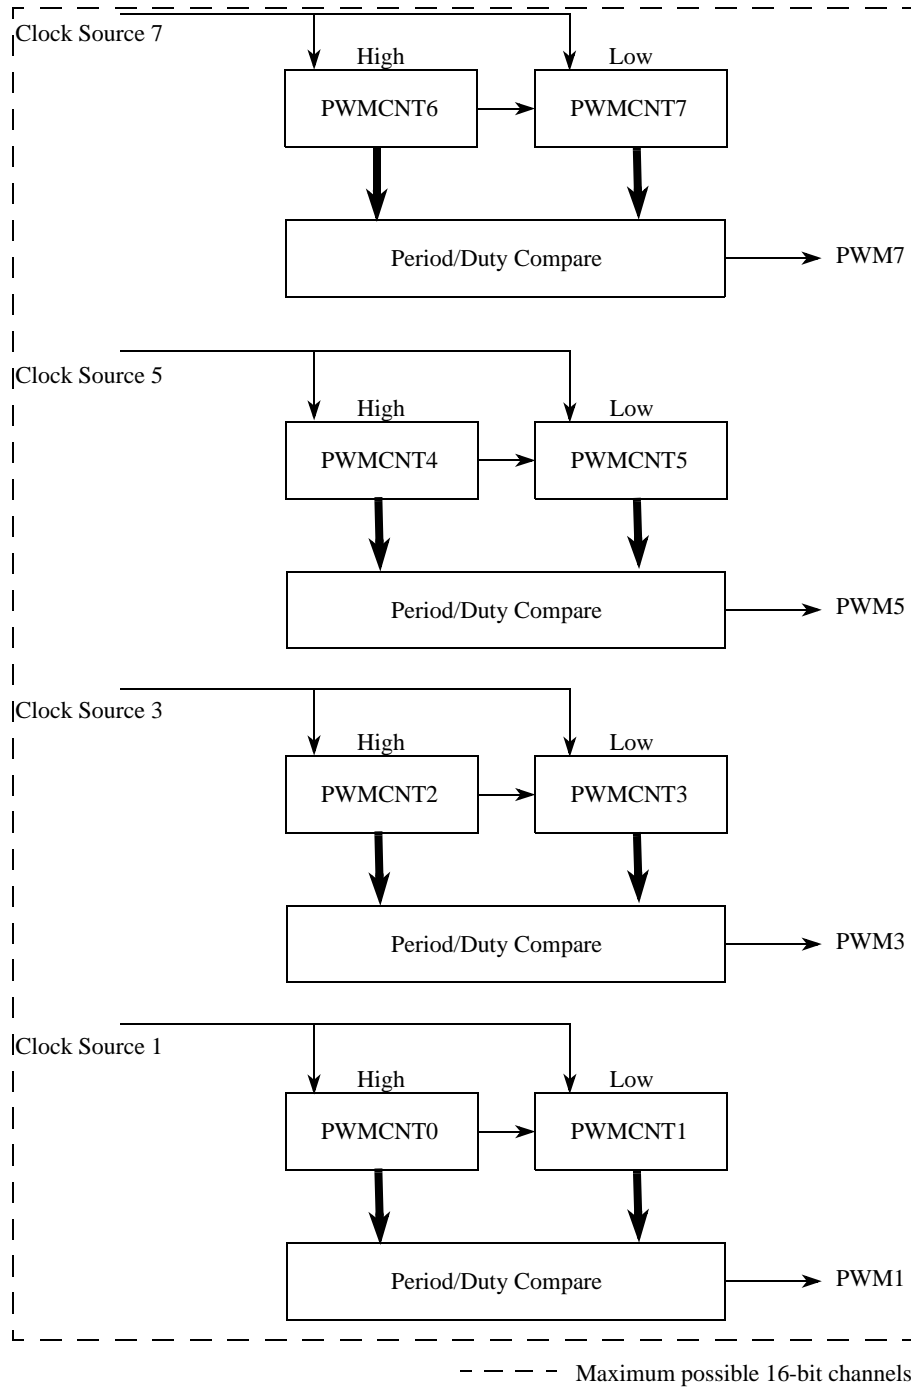 Clock Source 7
High
Low
PWMCNT6
PWMCNT7
Period/Duty Compare
PWM7
Clock Source 5
High
Low
PWMCNT4
PWMCNT5
Period/Duty Compare
PWM5
Clock Source 3
High
Low
PWMCNT2
PWMCNT3
Period/Duty Compare
PWM3
Clock Source 1
High
Low
PWMCNT0
PWMCNT1
Period/Duty Compare
PWM1
Maximum possible 16-bit channels